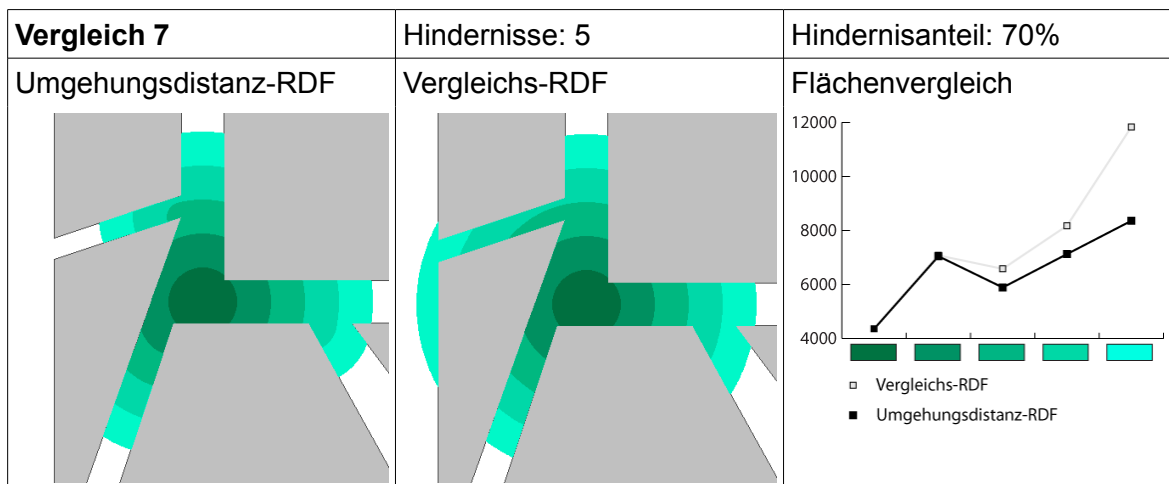 Vergleich 7
Hindernisse: 5
Hindernisanteil: 70%
Umgehungsdistanz-RDF
Vergleichs-RDF
Flächenvergleich
12000
10000
8000
6000
4000
Vergleichs-RDF
Umgehungsdistanz-RDF